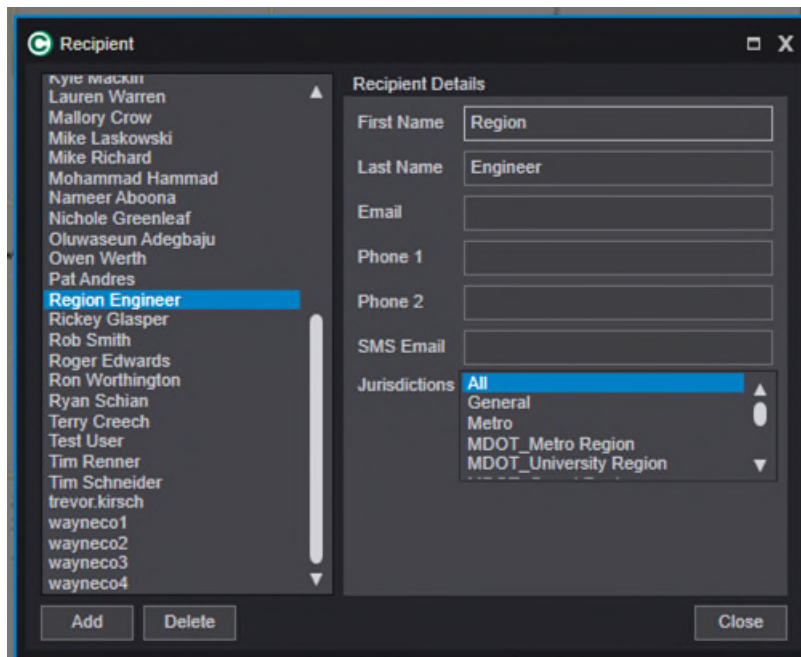 Recipient
Kyle Mackin
Lauren Warren
Mallory Crow
Mike Laskowski
Mike Richard
Mohammad Hammad
Nameer Aboona
Nichole Greenleaf
Oluwaseun Adegbaju
Owen Werth
Pat Andres
Region Engineer
Rickey Glasper
Rob Smith
Roger Edwards
Ron Worthington
Ryan Schian
Terry Creech
Test User
Tim Renner
Tim Schneider
trevor.kirsch
wayneco1
wayneco2
wayneco3
wayneco4
Add Delete
Recipient Details
First Name Region
Last Name Engineer
Email
Phone 1
Phone 2
SMS Email
Jurisdictions All
General
Metro
MDOT_Metro Region
MDOT_University Region
Close